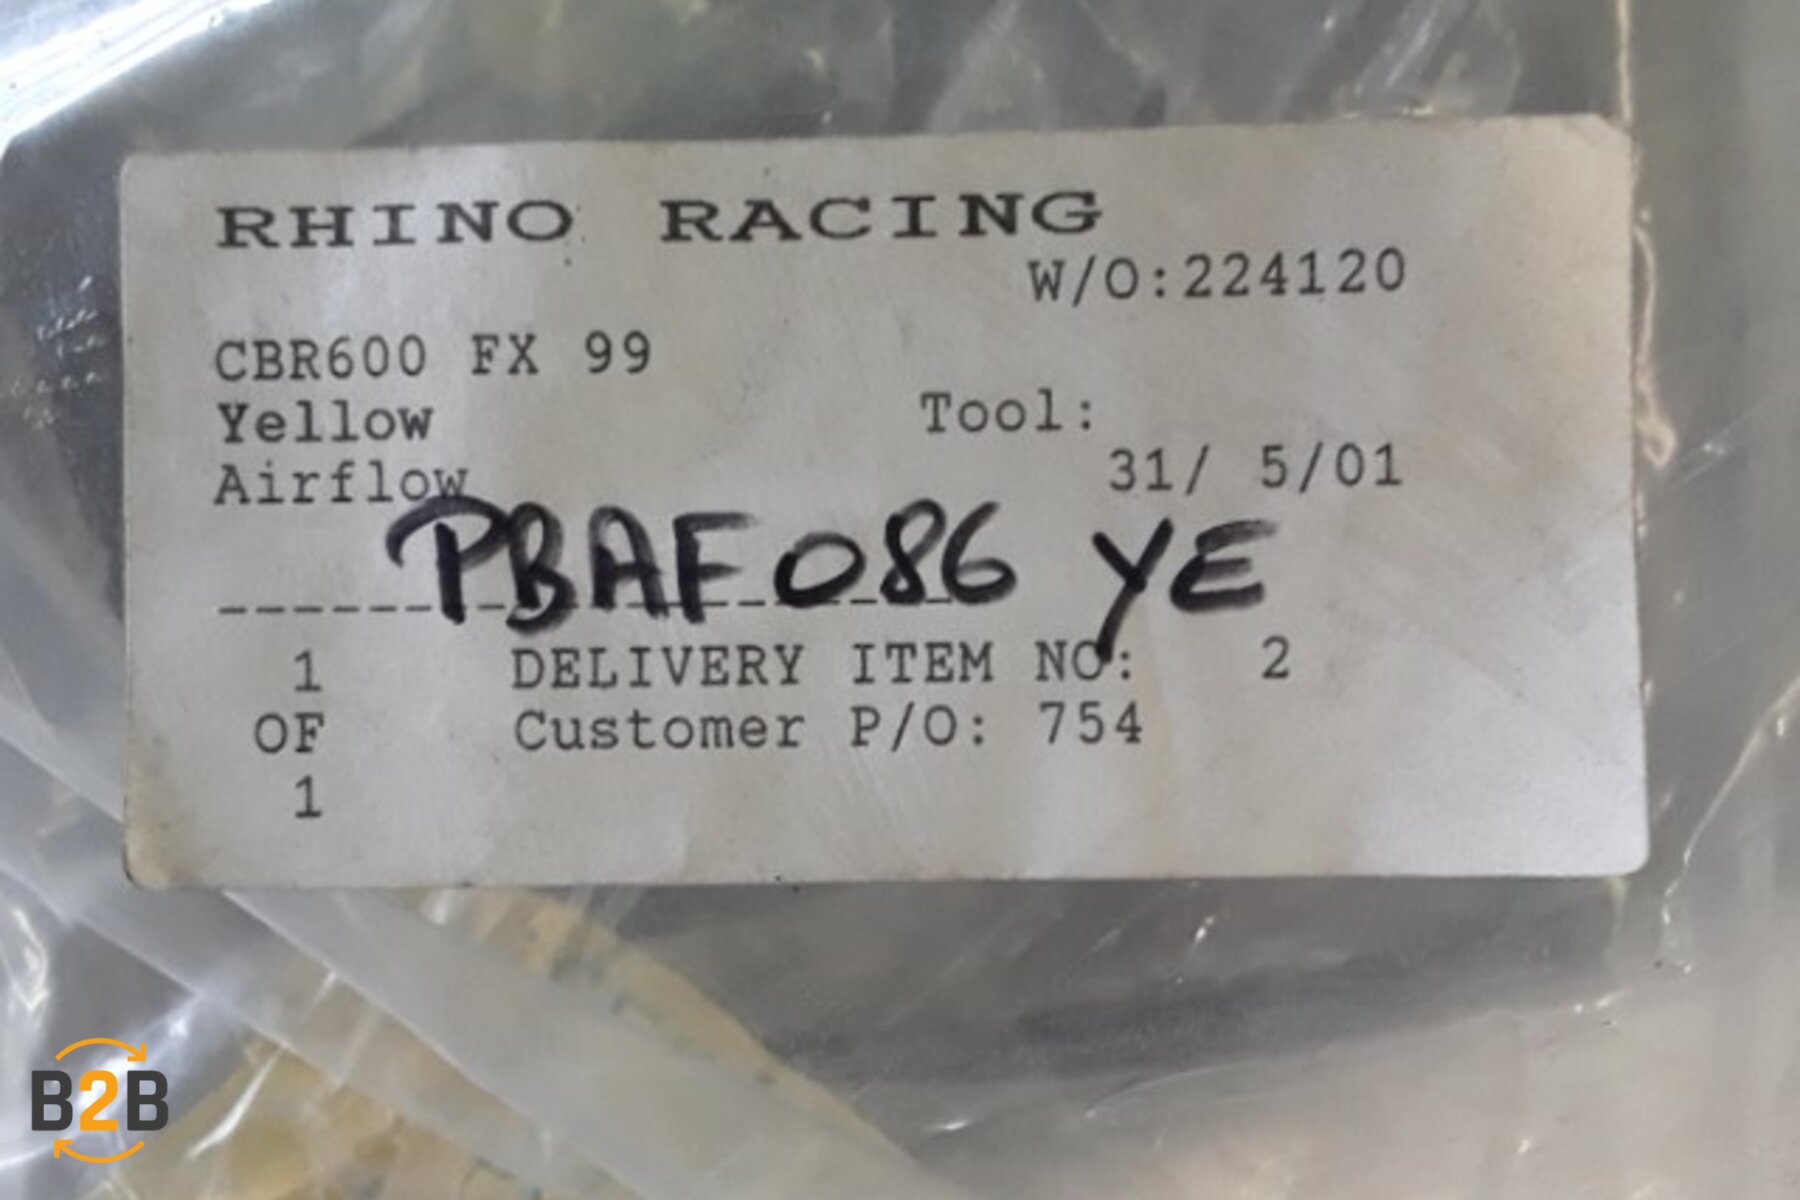 RHINO RACING
W/O:224120
CBR600 FX 99
Yellow
Tool:
Airflow
31/ 5/01
PBAF086 YE
1
DELIVERY ITEM NO: 2
OF
Customer P/O: 754
1
B2B